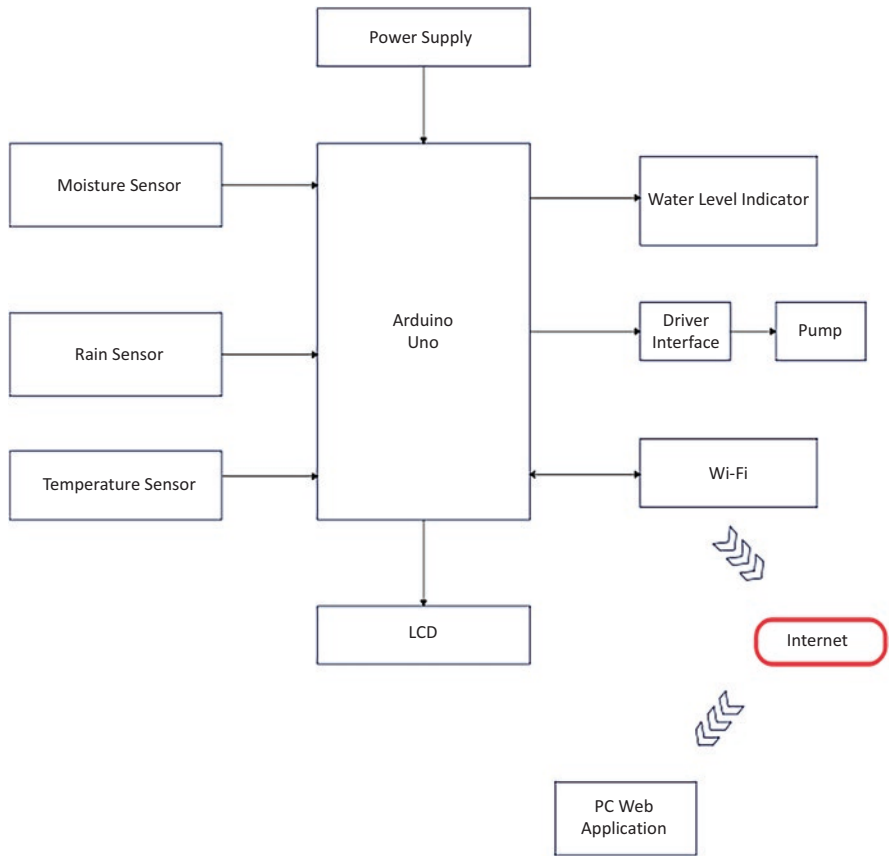 Power Supply
Moisture Sensor
Water Level Indicator
Arduino
Uno
Driver
Interface
Pump
Rain Sensor
Temperature Sensor
Wi-Fi
LCD
Internet
PC Web
Application